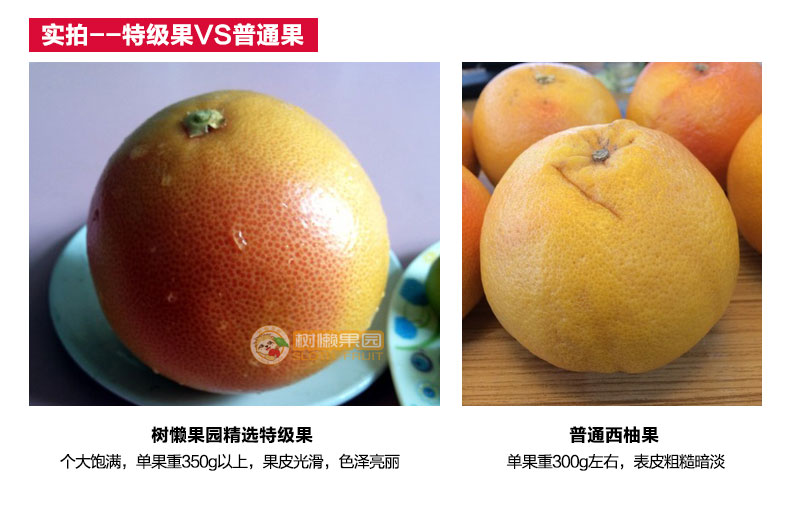 实拍--特级果VS普通果
树懒果园
树懒果园精选特级果
个大饱满，单果重350g以上，果皮光滑，色泽亮丽
普通西柚果
单果重300g左右，表皮粗糙暗淡